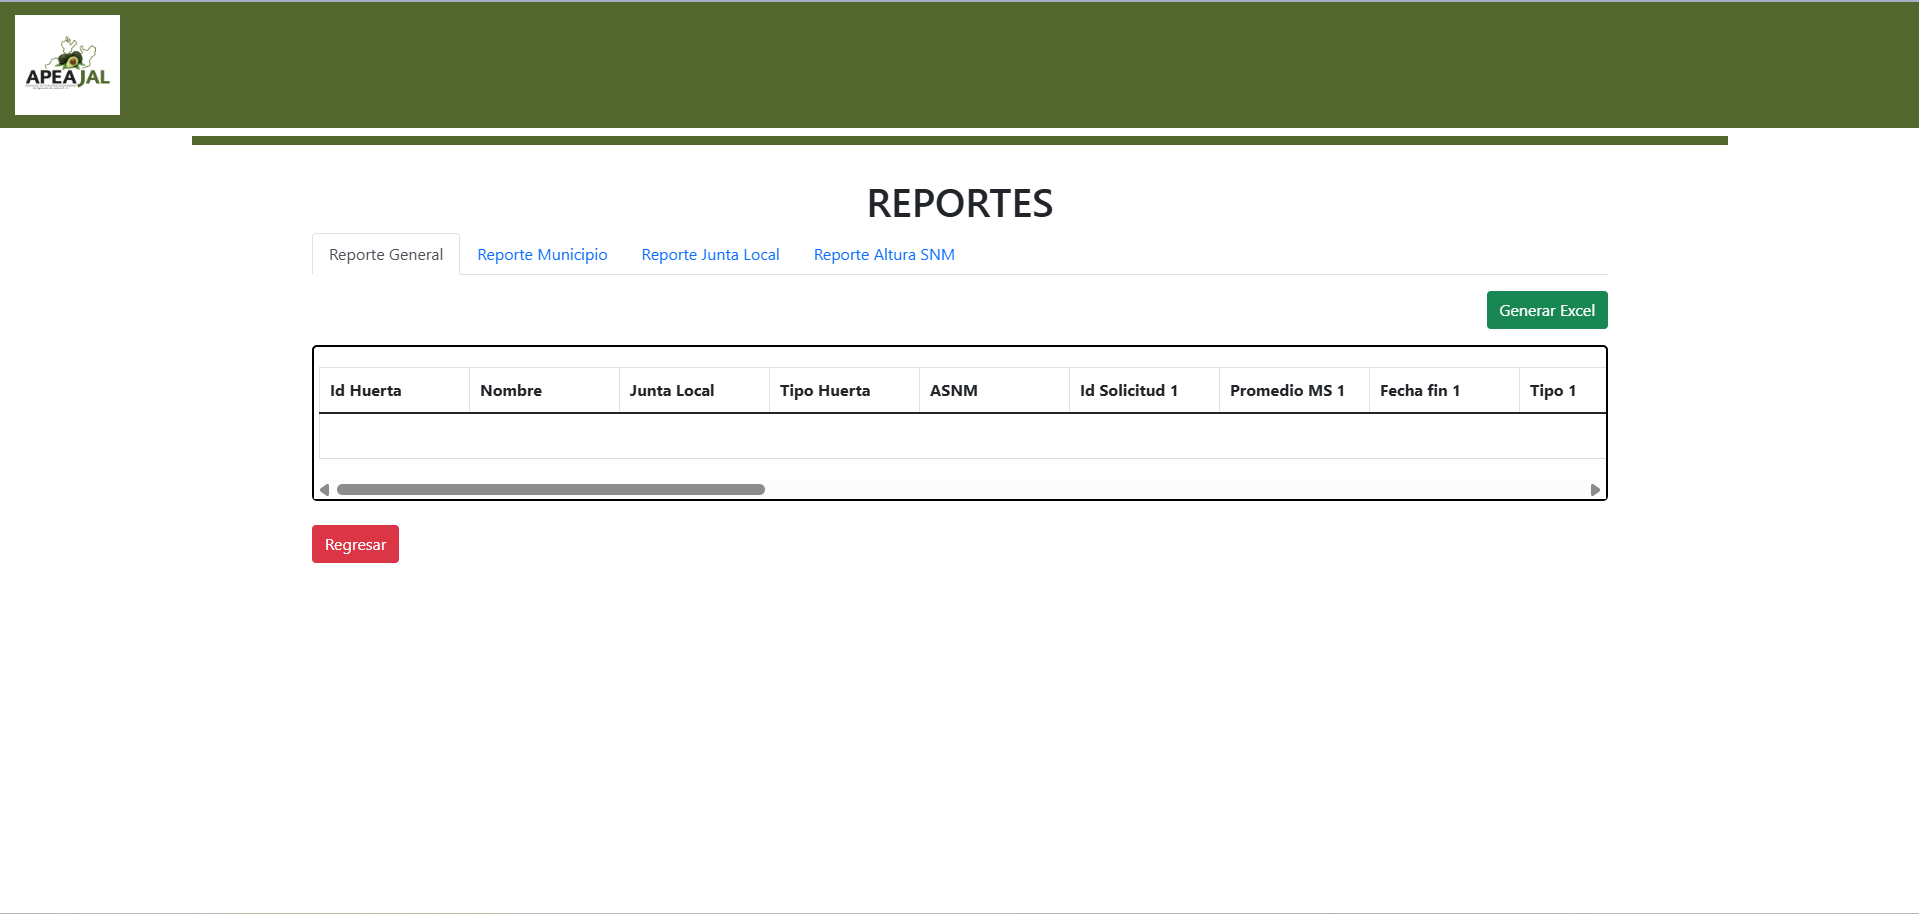 APEAJAL
REPORTES
Reporte General Reporte Municipio Reporte Junta Local Reporte Altura SNM
Generar Excel
Id Huerta Nombre Junta Local Tipo Huerta ASNM Id Solicitud 1 Promedio MS 1 Fecha fin 1 Tipo 1
Regresar